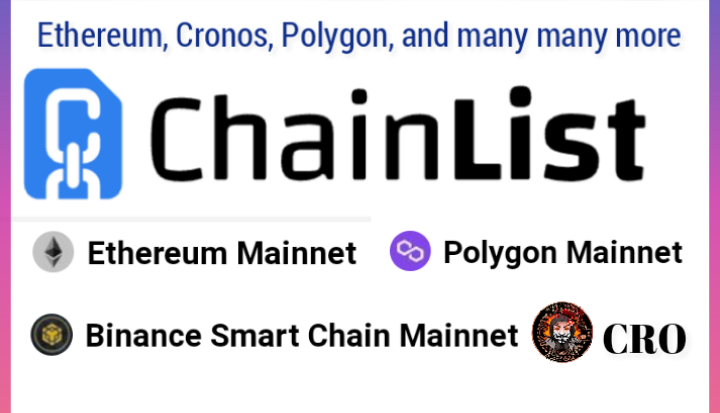 Ethereum, Cronos, Polygon, and many many more
ChainList
Ethereum Mainnet
Polygon Mainnet
Binance Smart Chain Mainnet
CRO